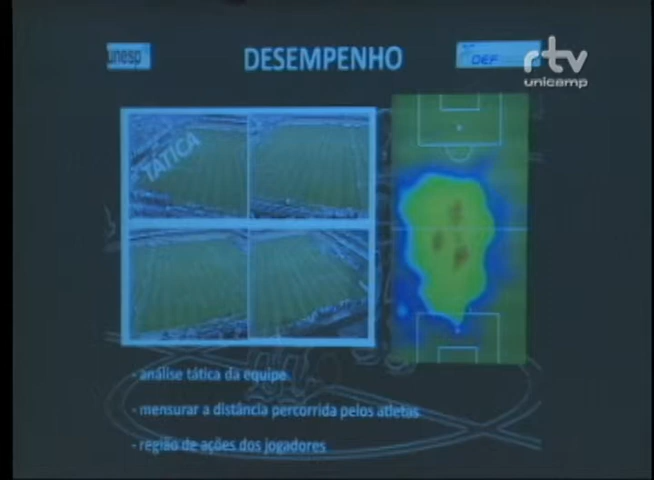 unesp
DESEMPENHO
DEF
rtv
unicamp
TÁTICA
- análise tática da equipe
- mensurar a distância percorrida pelos atletas
- região de ações dos jogadores